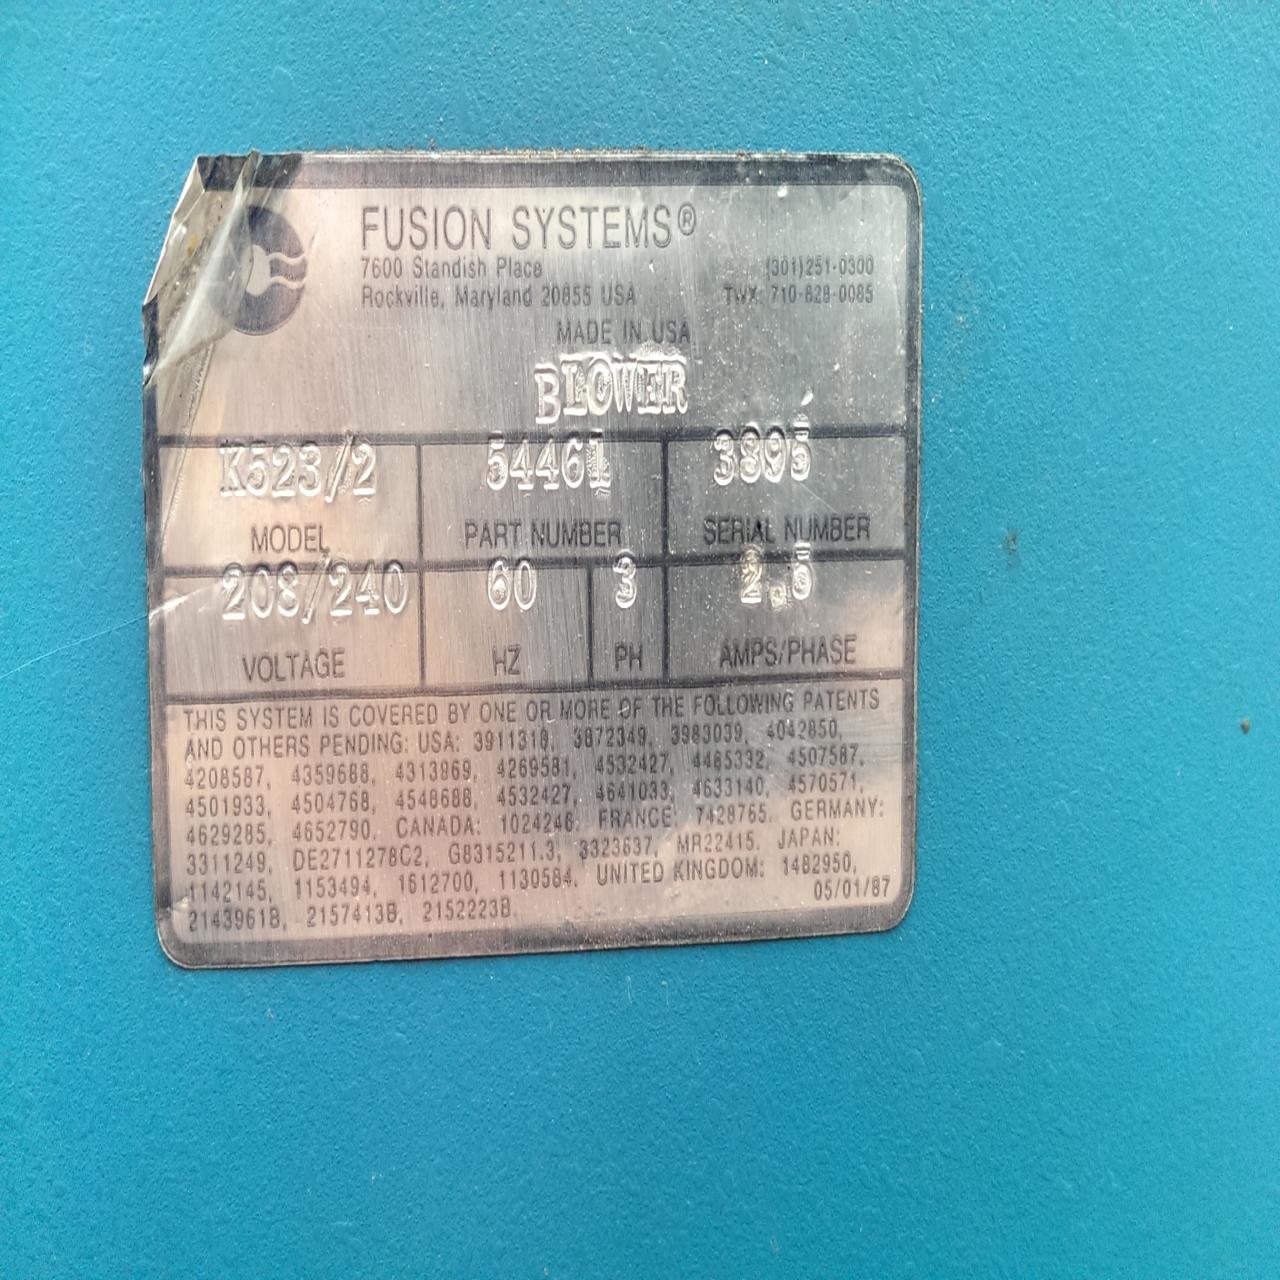 FUSION SYSTEMS®
7600 Standish Place (301)251-0300
Rockville, Maryland 20855 USA TWX: 710-828-0085
MADE IN USA
BLOWER
K523/2 54461 3895
MODEL PART NUMBER SERIAL NUMBER
208/240 60 3 2.5
VOLTAGE HZ PH AMPS/PHASE
THIS SYSTEM IS COVERED BY ONE OR MORE OF THE FOLLOWING PATENTS
AND OTHERS PENDING: USA: 3911318, 3872349, 3983039, 4042850,
4208587, 4359688, 4313969, 4269581, 4532427, 4485332, 4507587,
4501933, 4504768, 4548688, 4532427, 4641033, 4633140, 4570571,
4629285, 4652790. CANADA: 1024246. FRANCE: 7428765. GERMANY:
3311249, DE2711278C2, G8315211.3, 3323637, MR22415. JAPAN:
1142145, 1153494, 1612700, 1130584. UNITED KINGDOM: 1482950,
2143961B, 2157413B, 2152223B. 05/01/87